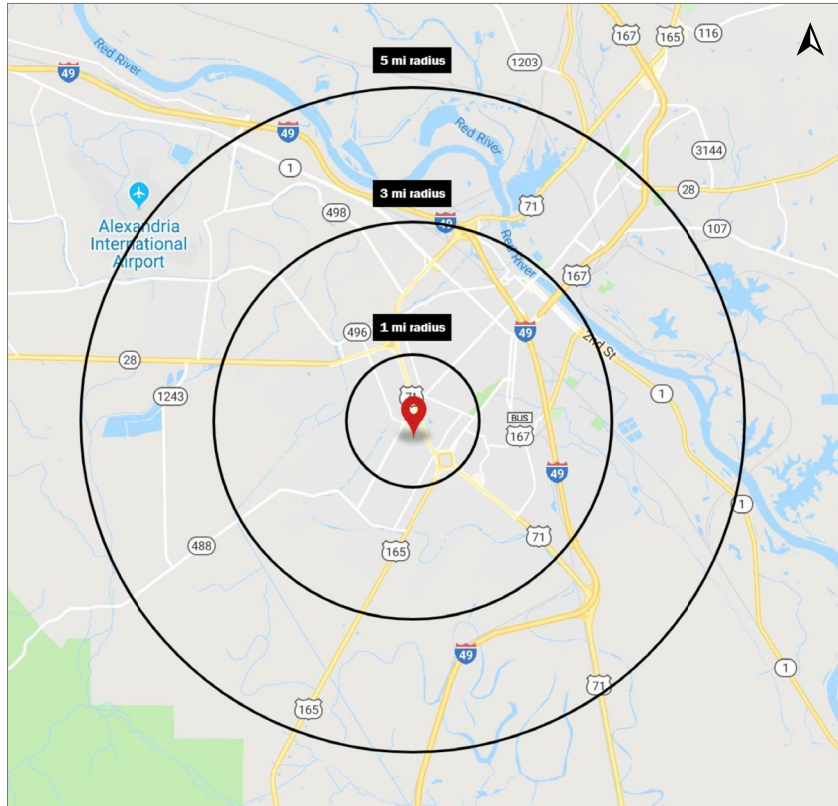 167
165
116
Red River
5 mi radius
1203
49
49
Red River
1
3144
3 mi radius
28
71
498
49
107
Alexandria
International
Airport
Red River
167
1 mi radius
496
49
2nd St
28
71
1243
1
BUS
167
49
1
71
488
165
49
1
71
165